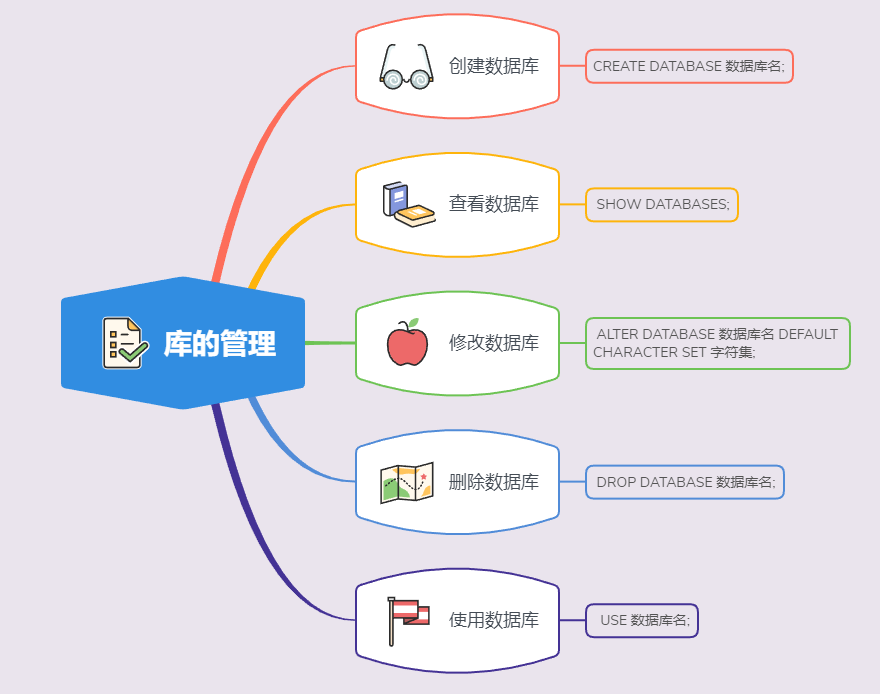 创建数据库
CREATE DATABASE 数据库名;
查看数据库
SHOW DATABASES;
库的管理
修改数据库
ALTER DATABASE 数据库名 DEFAULT
CHARACTER SET 字符集;
删除数据库
DROP DATABASE 数据库名;
使用数据库
USE 数据库名;